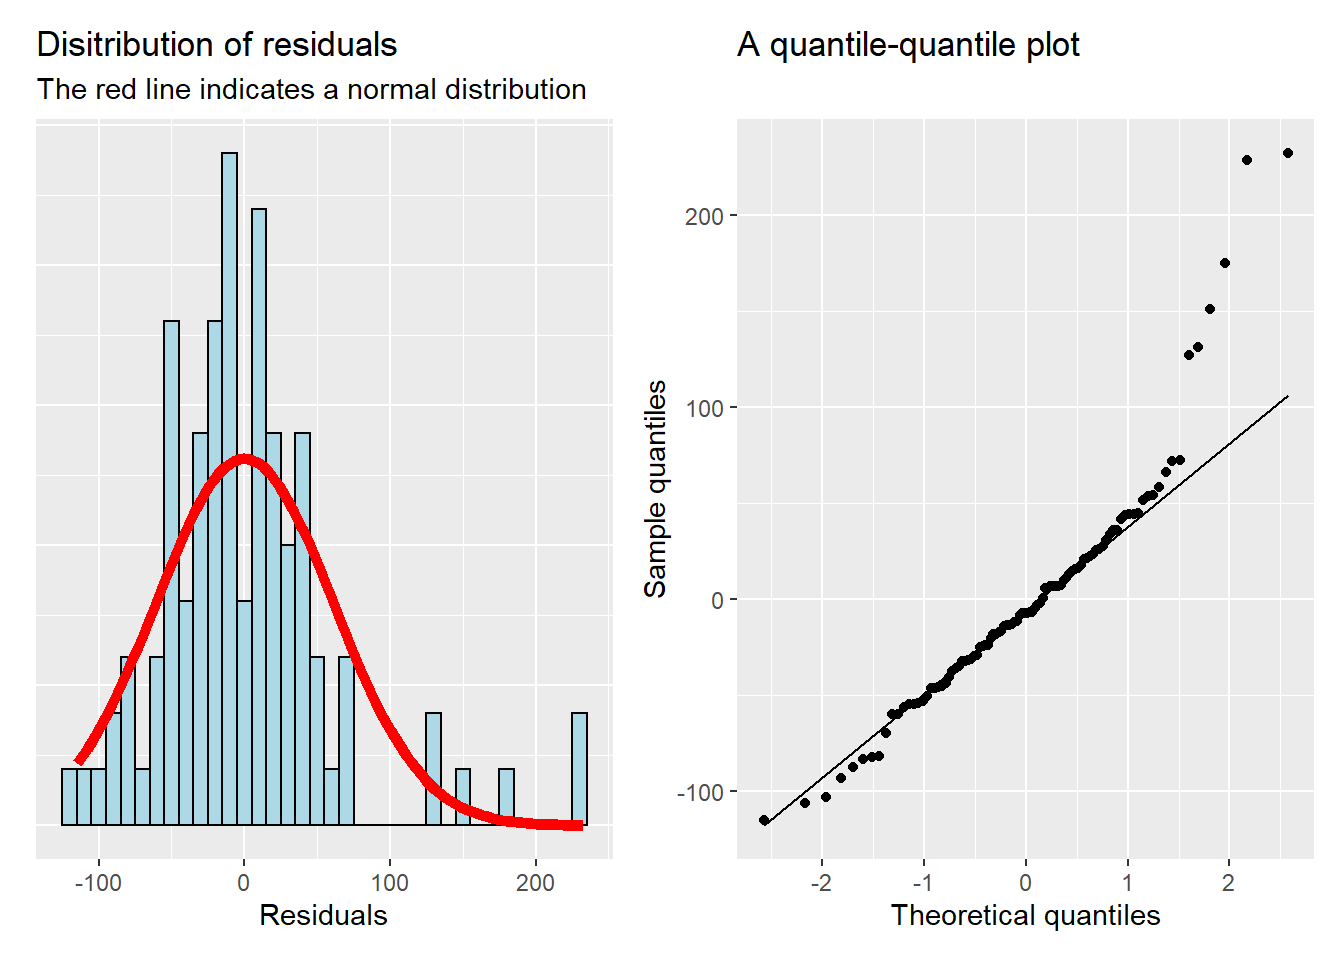 Disitribution of residuals
The red line indicates a normal distribution
-100 0 100 200
Residuals
A quantile-quantile plot
Sample quantiles
200
100
0
-100
-2 -1 0 1 2
Theoretical quantiles